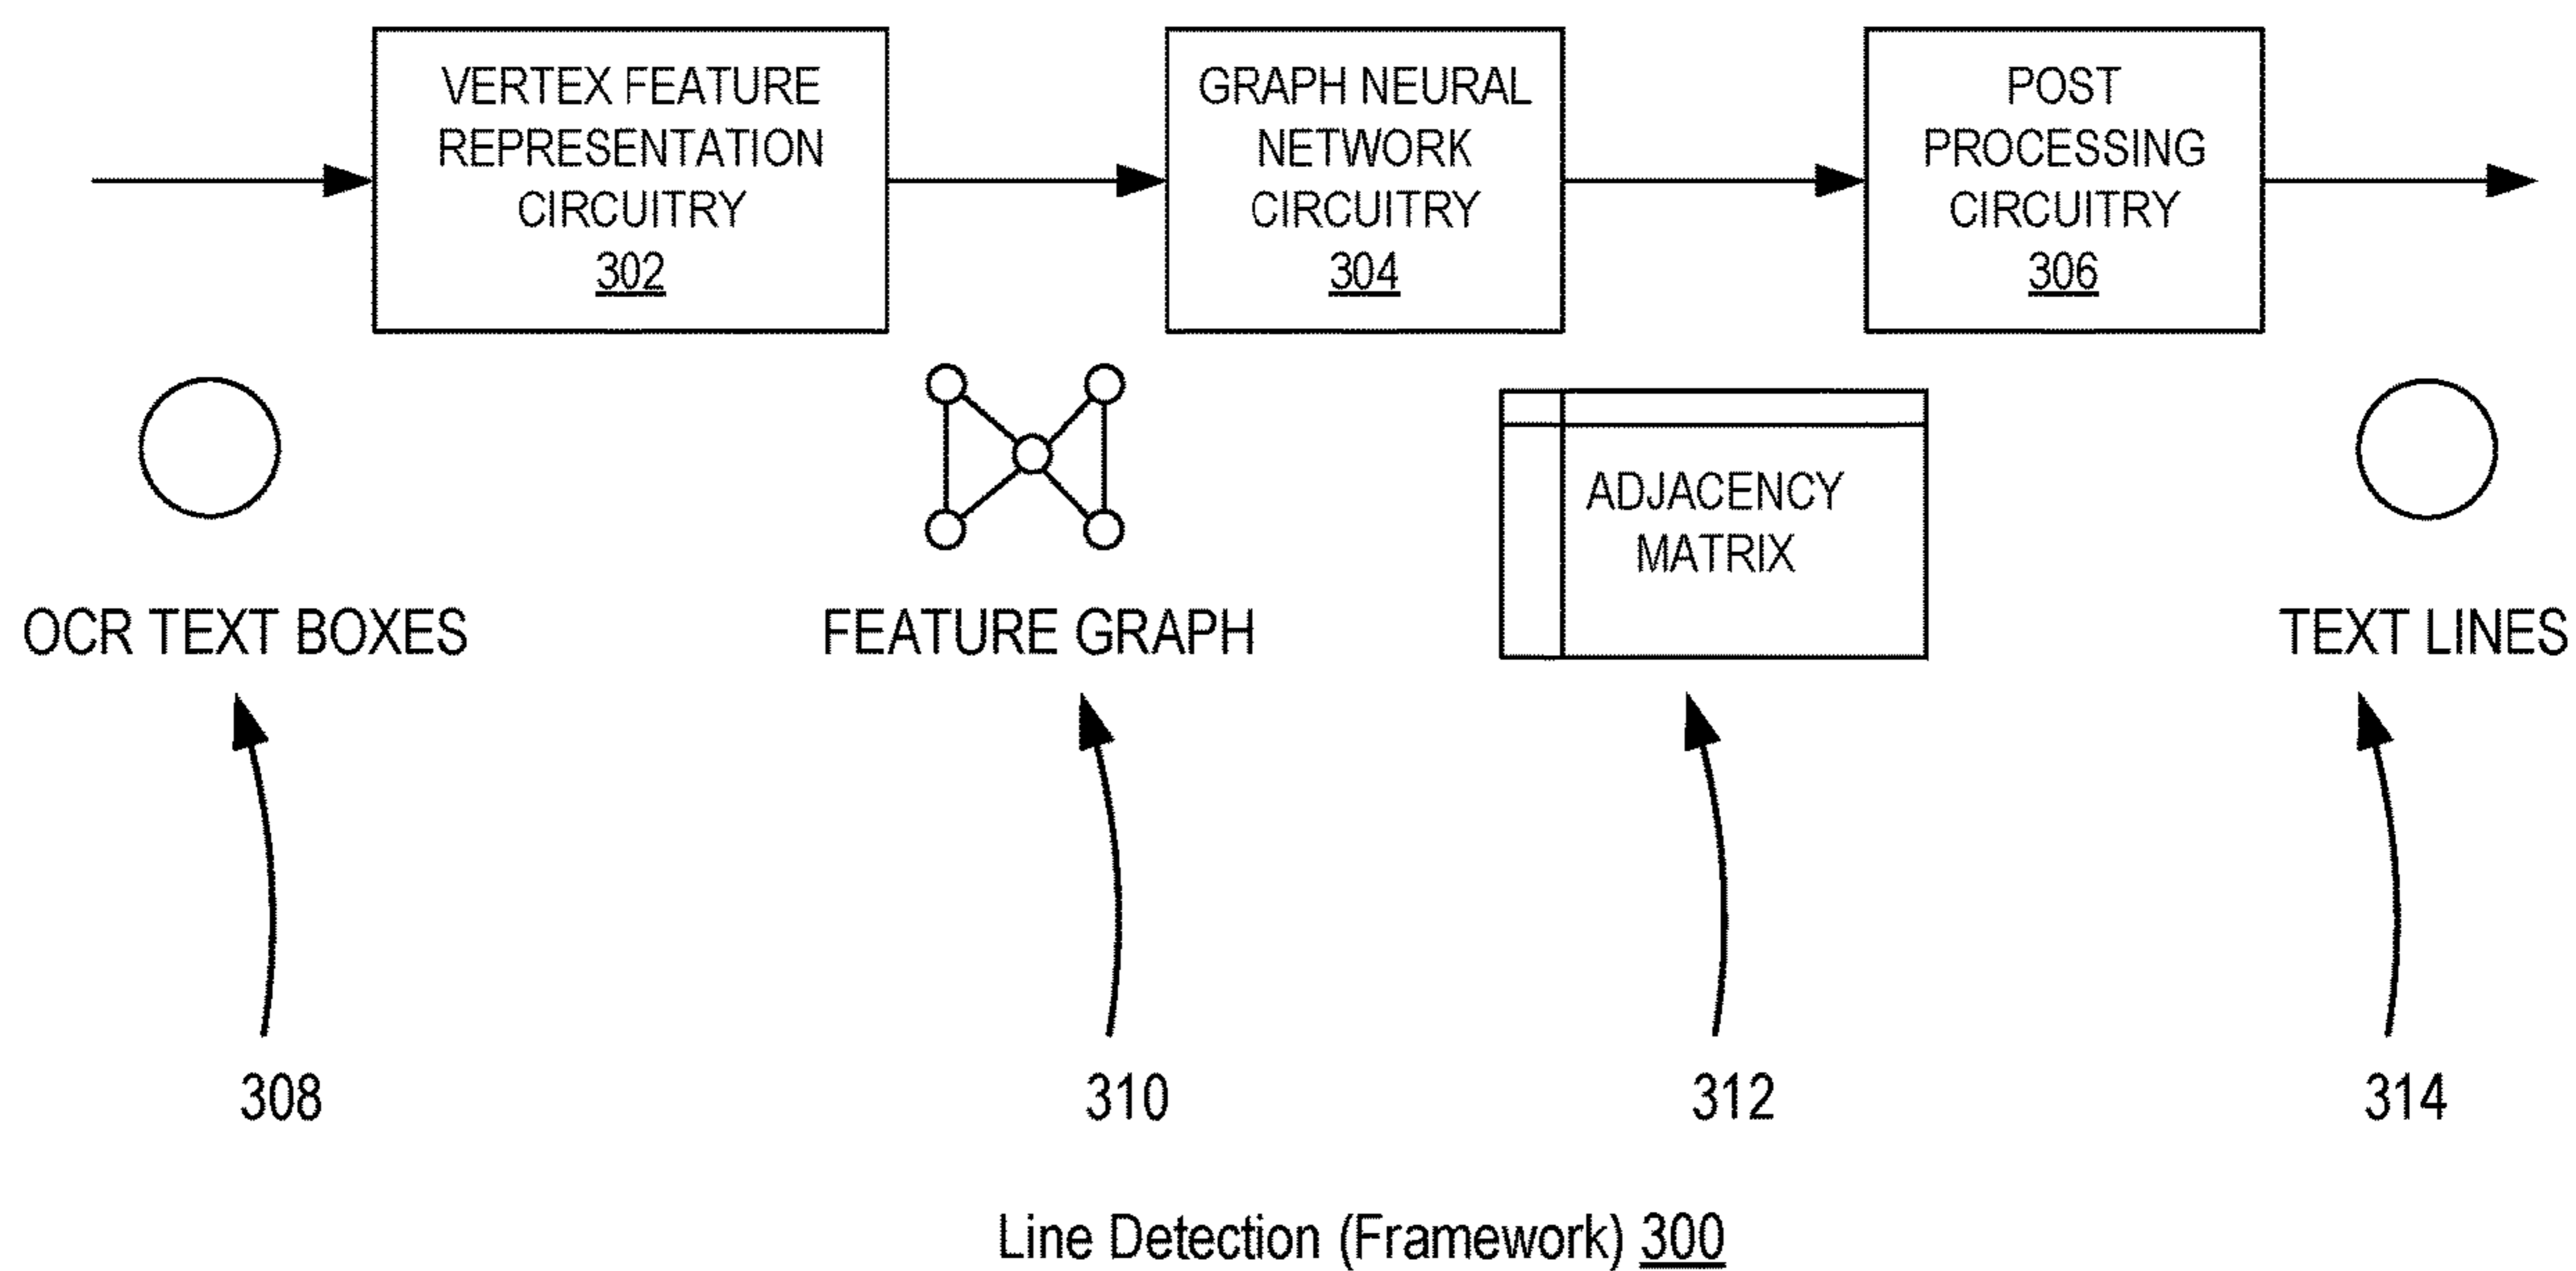 VERTEX FEATURE
REPRESENTATION
CIRCUITRY
302
GRAPH NEURAL
NETWORK
CIRCUITRY
304
POST
PROCESSING
CIRCUITRY
306
OCR TEXT BOXES
FEATURE GRAPH
ADJACENCY
MATRIX
TEXT LINES
308
310
312
314
Line Detection (Framework) 300